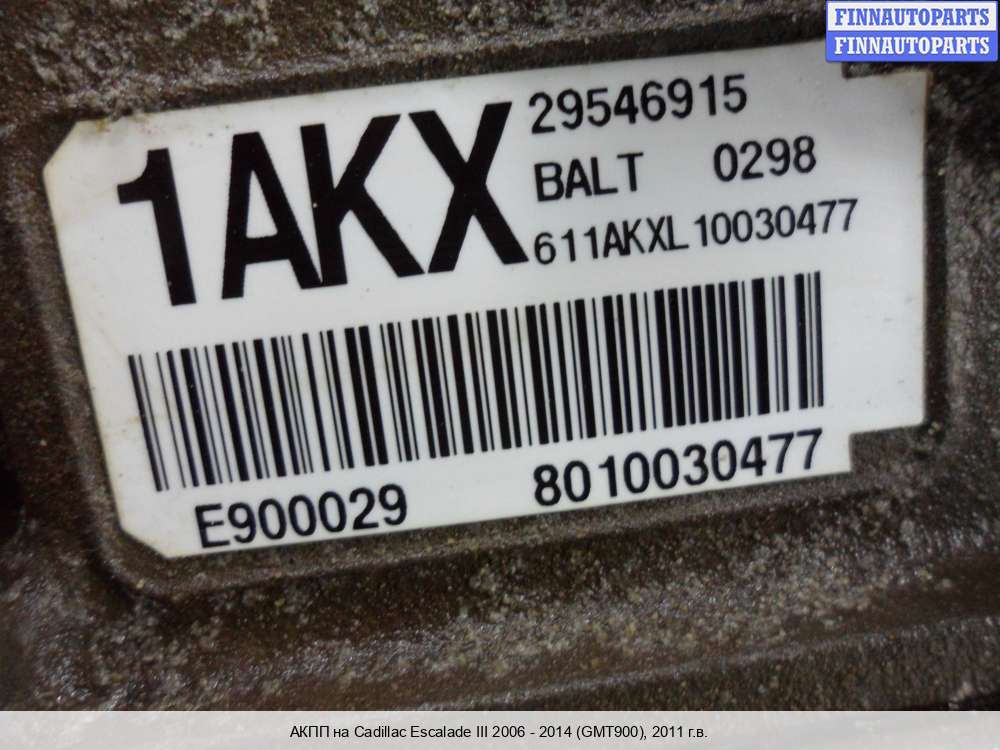 FINNAUTOPARTS
FINNAUTOPARTS
1AKX
29546915
BALT 0298
611AKXL10030477
E900029
8010030477
АКПП на Cadillac Escalade III 2006 - 2014 (GMT900), 2011 г.в.